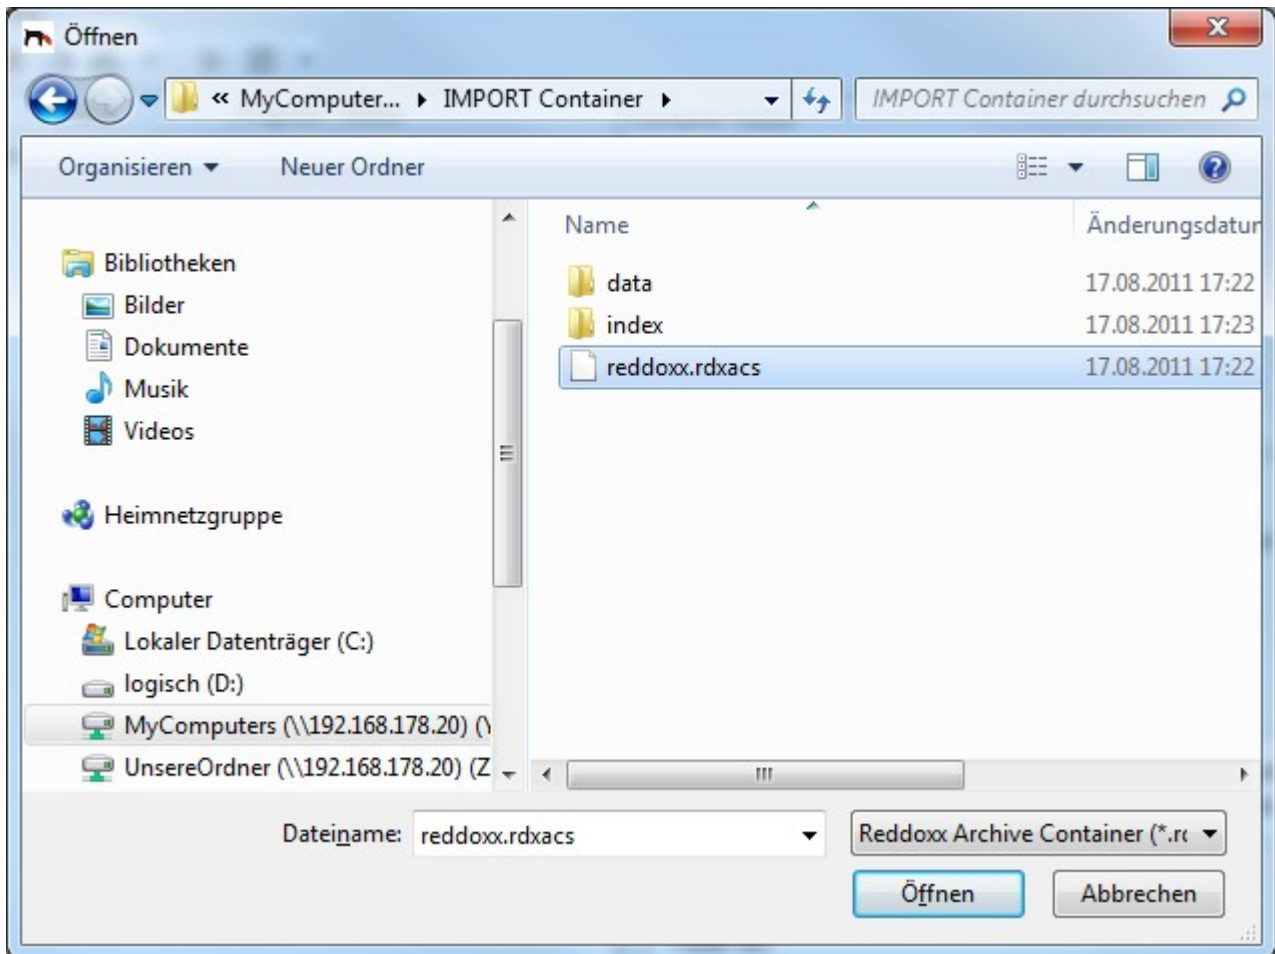 Öffnen
« MyComputer... ▸ IMPORT Container ▸
IMPORT Container durchsuchen
Organisieren ▾ Neuer Ordner
Name Änderungsdatur
Bibliotheken
Bilder
Dokumente
Musik
Videos
Heimnetzgruppe
Computer
Lokaler Datenträger (C:)
logisch (D:)
MyComputers (\\192.168.178.20) (Y
UnsereOrdner (\\192.168.178.20) (Z
data 17.08.2011 17:22
index 17.08.2011 17:23
reddoxx.rdxacs 17.08.2011 17:22
Dateiname: reddoxx.rdxacs
Reddoxx Archive Container (*.rc
Öffnen Abbrechen